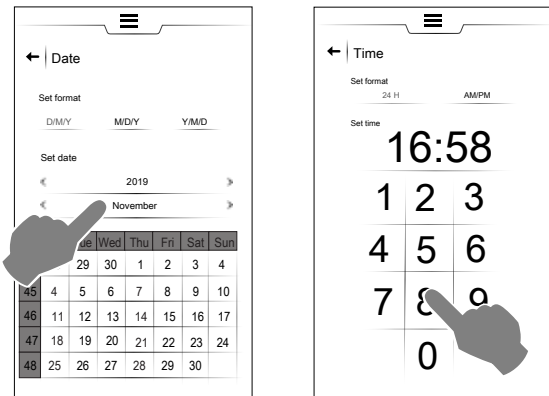 Date
Set format
D/M/Y M/D/Y Y/M/D
Set date
2019
November
Wed Thu Fri Sat Sun
29 30 1 2 3 4
45 4 5 6 7 8 9 10
46 11 12 13 14 15 16 17
47 18 19 20 21 22 23 24
48 25 26 27 28 29 30
Time
Set format
24 H AM/PM
Set time
16:58
1 2 3
4 5 6
7 8 9
0